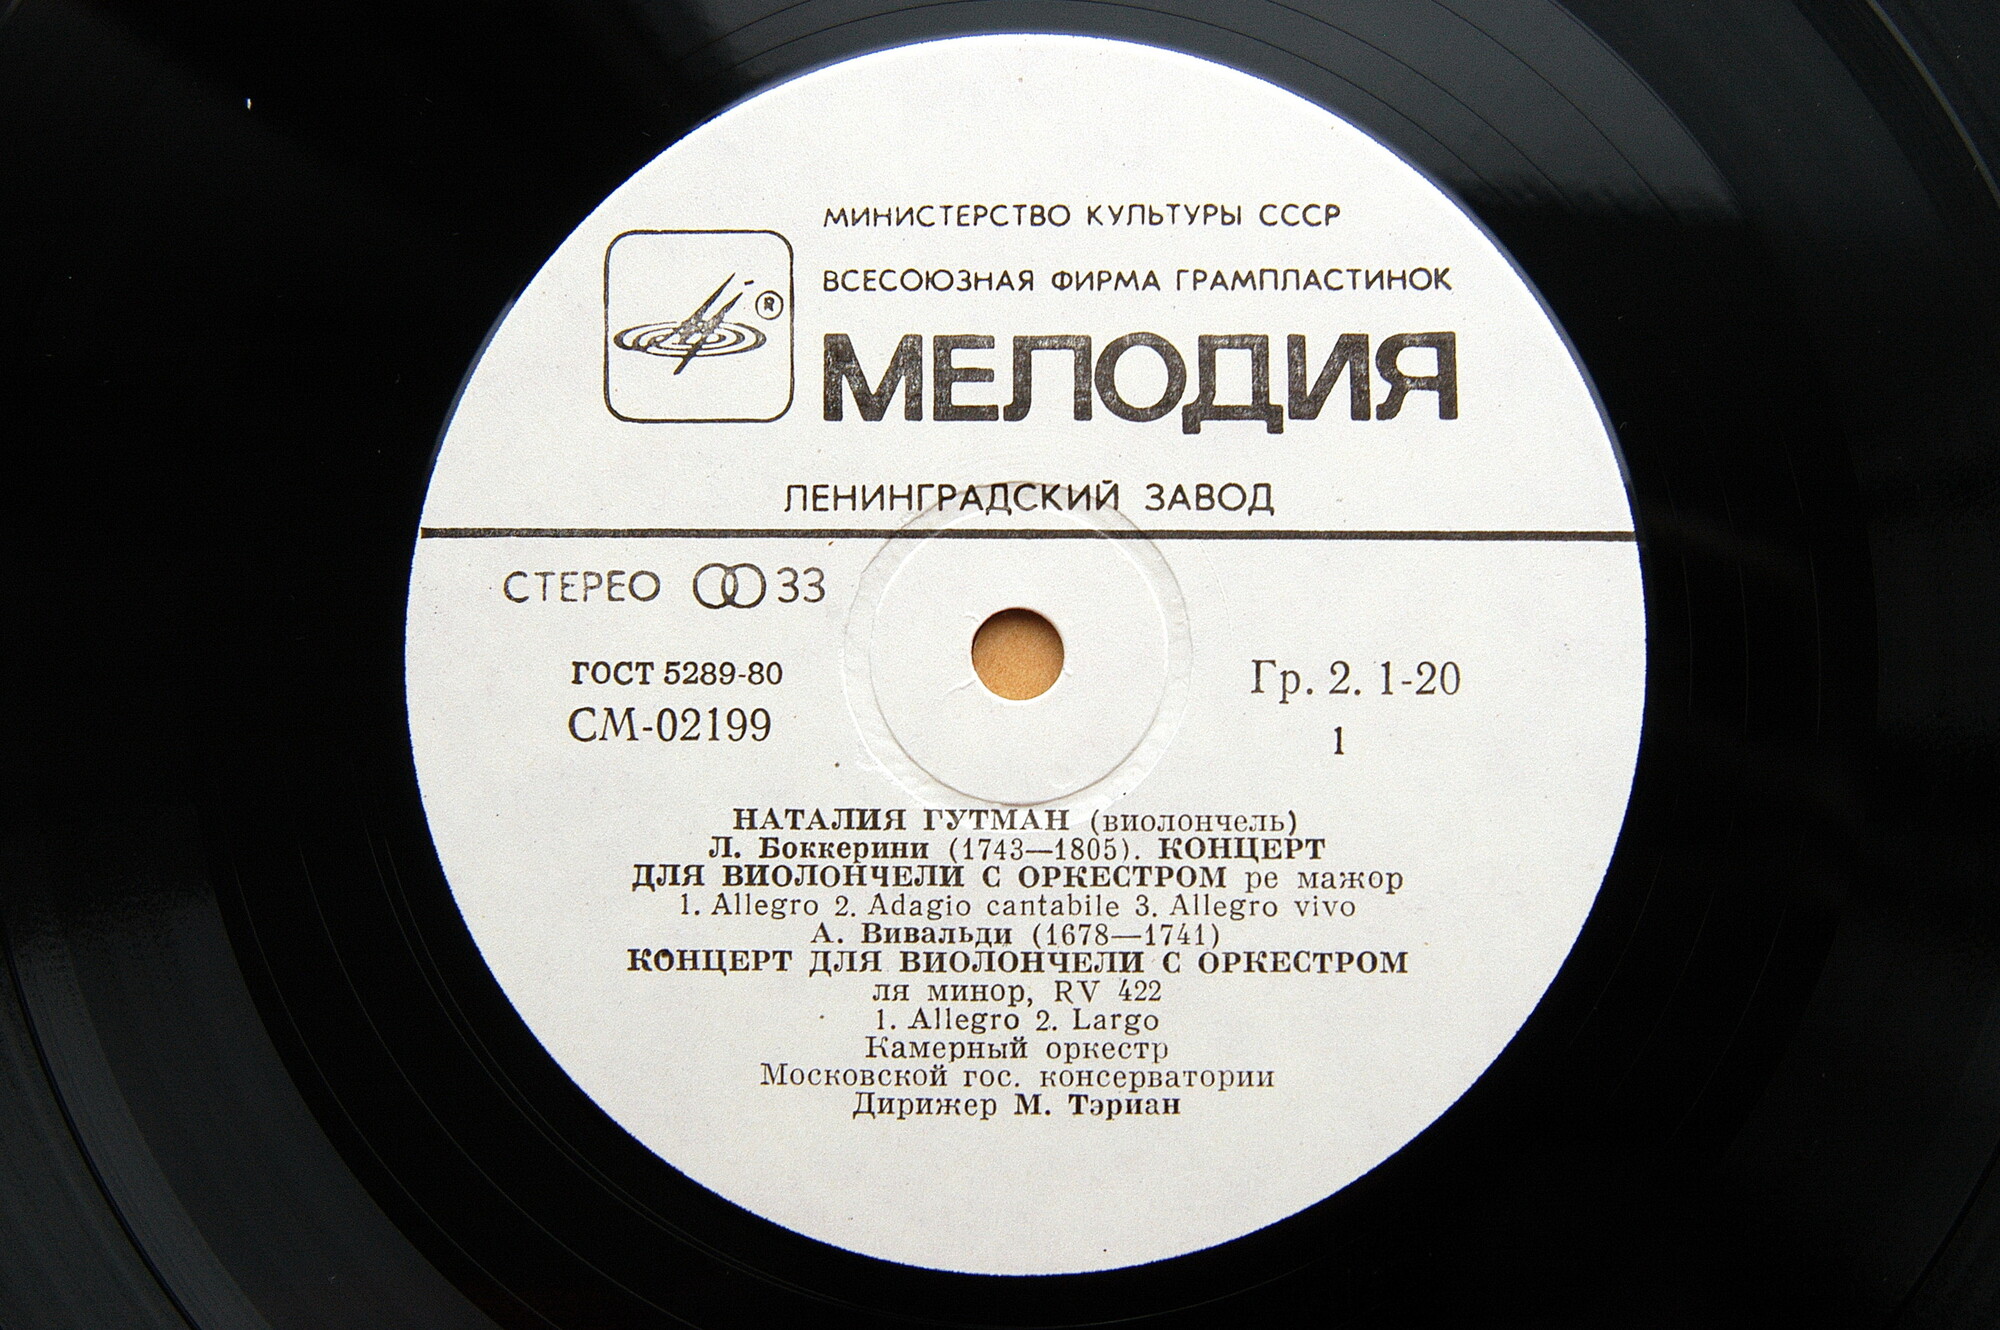 МИНИСТЕРСТВО КУЛЬТУРЫ СССР
ВСЕСОЮЗНАЯ ФИРМА ГРАМПЛАСТИНОК
®
МЕЛОДИЯ
ЛЕНИНГРАДСКИЙ ЗАВОД
СТЕРЕО 33
ГОСТ 5289-80
СМ-02199
Гр. 2. 1-20
1
НАТАЛИЯ ГУТМАН (виолончель)
Л. Боккерини (1743—1805). КОНЦЕРТ
ДЛЯ ВИОЛОНЧЕЛИ С ОРКЕСТРОМ ре мажор
1. Allegro 2. Adagio cantabile 3. Allegro vivo
А. Вивальди (1678—1741)
КОНЦЕРТ ДЛЯ ВИОЛОНЧЕЛИ С ОРКЕСТРОМ
ля минор, RV 422
1. Allegro 2. Largo
Камерный оркестр
Московской гос. консерватории
Дирижер М. Тэриан